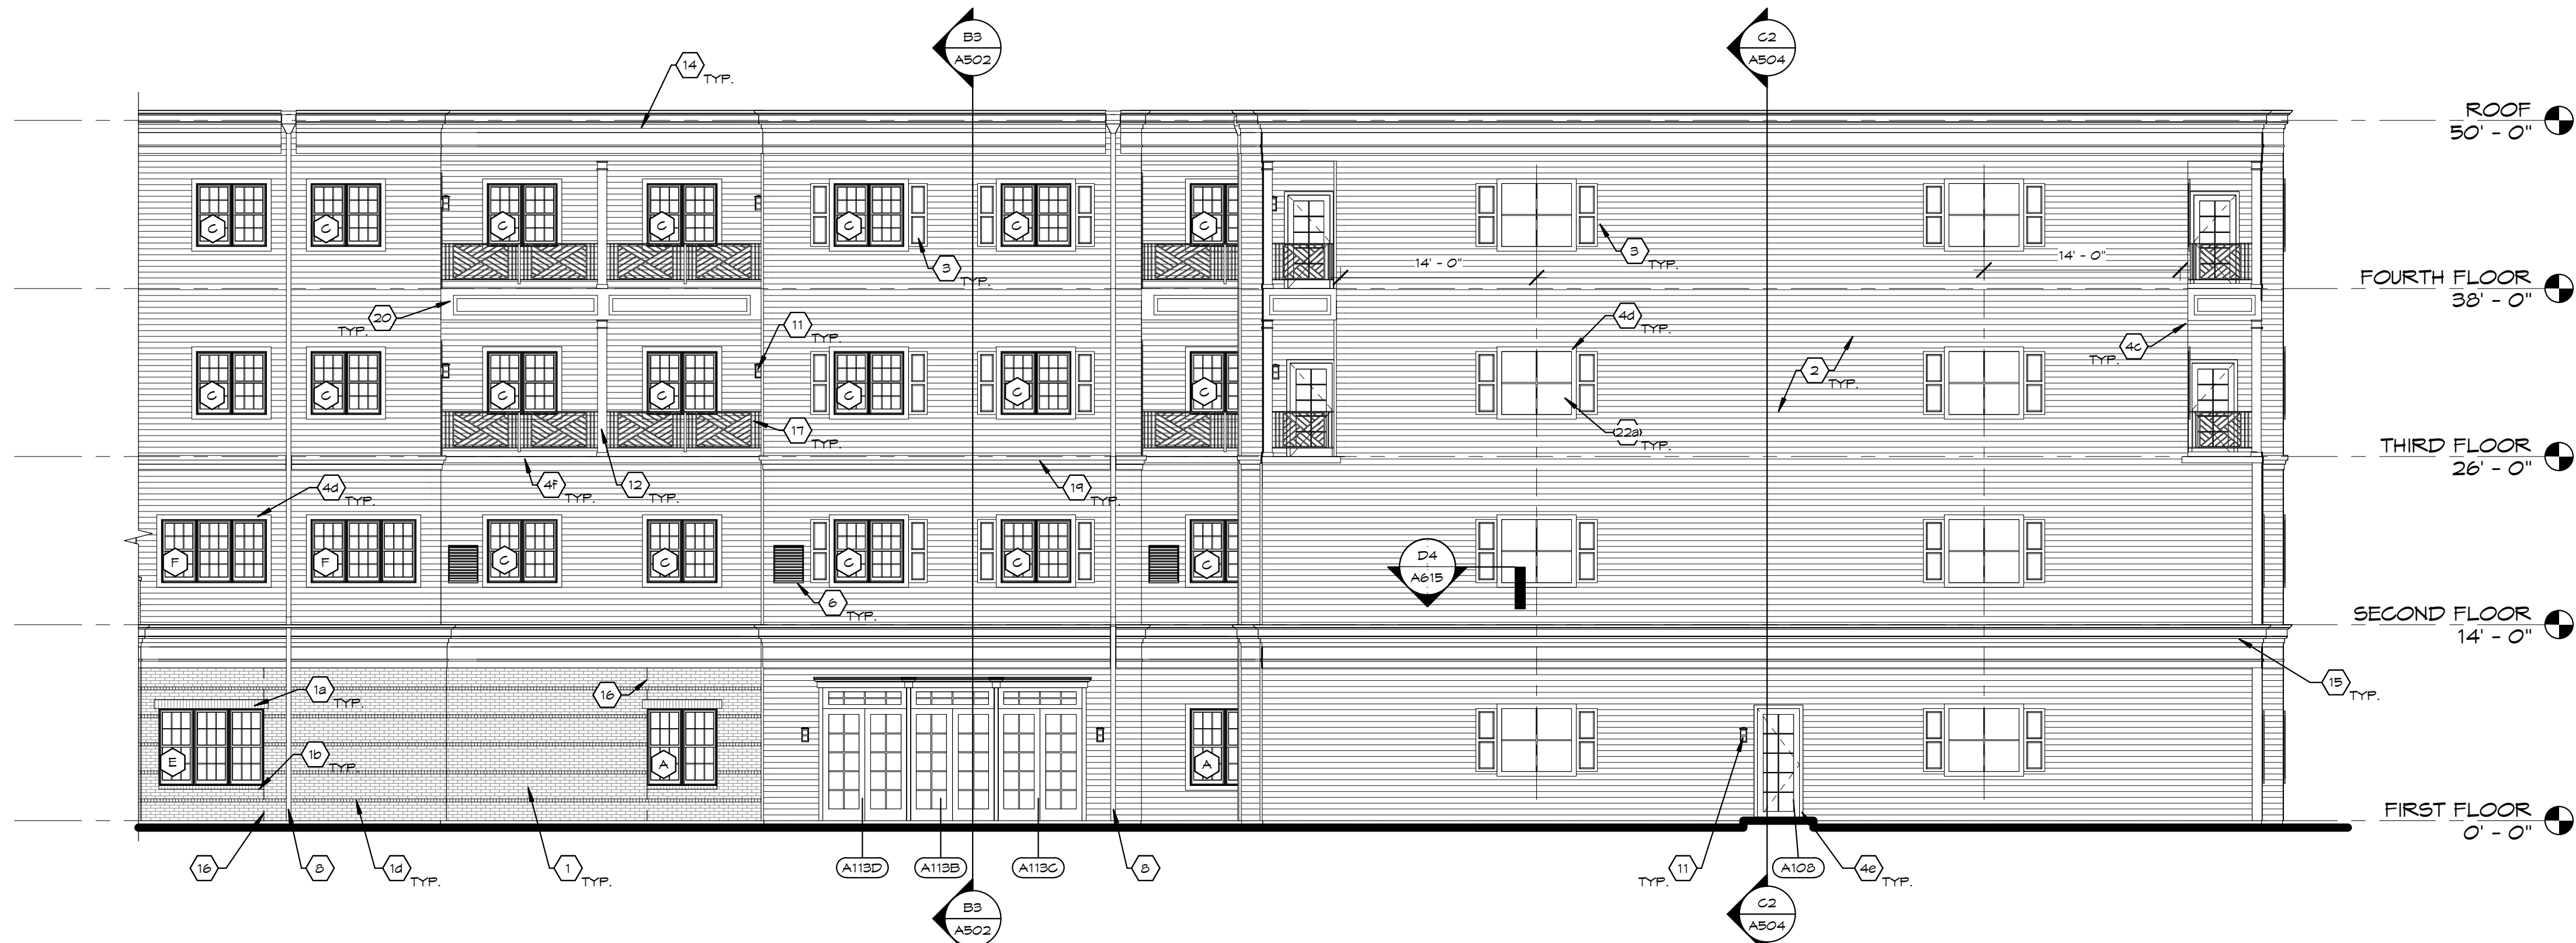 B3
A502
C2
A504
14
TYP.
ROOF
50' - 0"
C
C
C
C
C
C
C
3
TYP.
3
TYP.
14' - 0"
14' - 0"
FOURTH FLOOR
38' - 0"
20
TYP.
11
TYP.
4d
TYP.
4c
TYP.
2
TYP.
C
C
C
C
C
C
C
17
TYP.
22a
TYP.
THIRD FLOOR
26' - 0"
4d
TYP.
4f
TYP.
12
TYP.
19
TYP.
F
F
C
C
C
C
C
D4
A615
6
TYP.
SECOND FLOOR
14' - 0"
1a
TYP.
16
15
TYP.
1b
TYP.
E
A
A
FIRST FLOOR
0' - 0"
16
8
1d
TYP.
1
TYP.
A113D
A113B
A113C
8
TYP.
11
A108
4e
TYP.
B3
A502
C2
A504